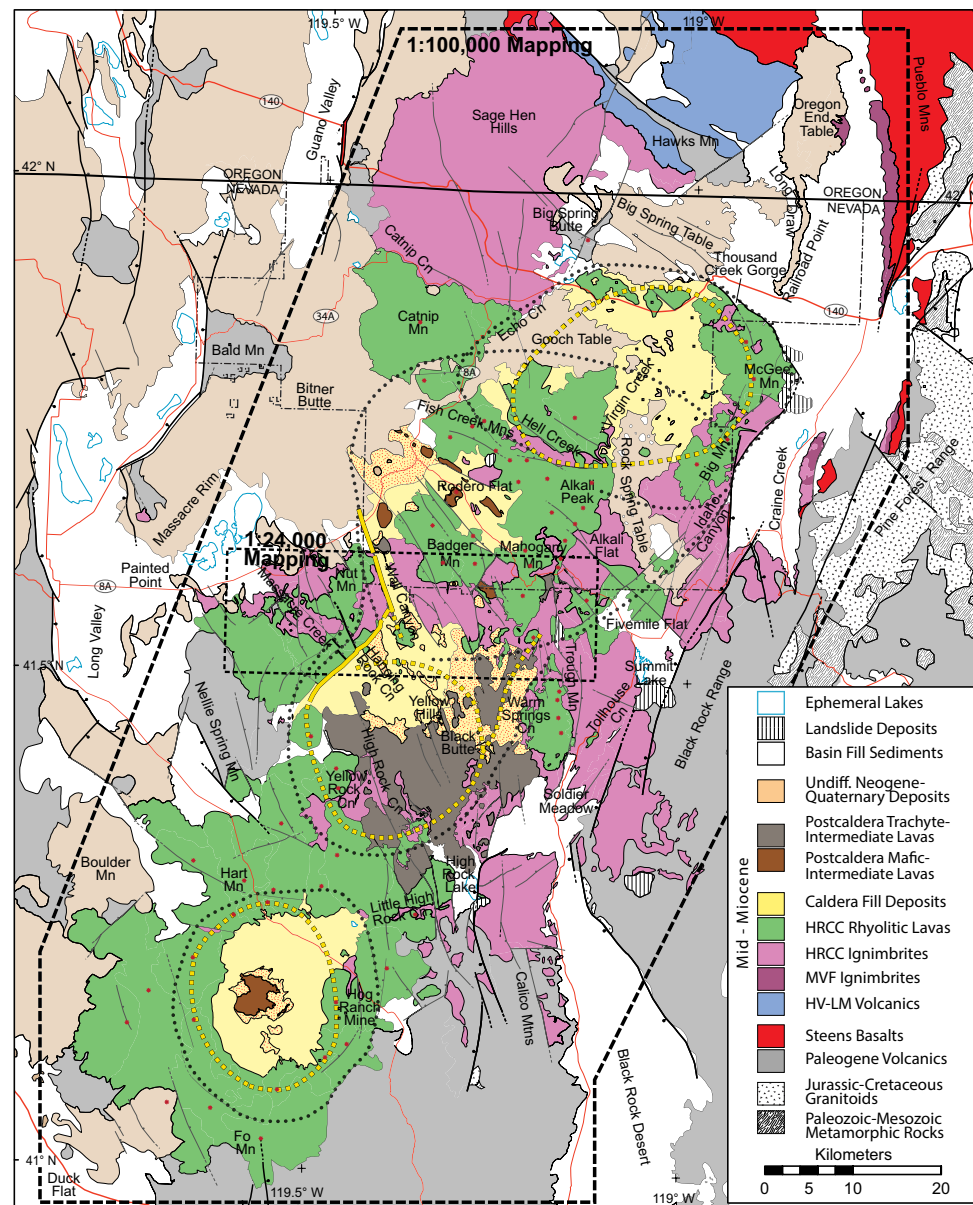 119.5° W
119° W
1:100,000 Mapping
Pueblo Mns
Oregon
End
Table
140
Guano Valley
Sage Hen
Hills
Hawks Mn
42° N
OREGON
NEVADA
Long Draw
OREGON
NEVADA
42°
Big Spring
Butte
Big Spring Table
Catnip Cn
Thousand
Creek Gorge
Railroad Point
140
Echo Cn
34A
Catnip
Mn
Gooch Table
Bald Mn
8A
McGee
Mn
Bitner
Butte
Virgin Creek
Fish Creek Mns
Hell Creek
Rock Spring Table
Big Mn
Craine Creek
Pine Forest Range
Rodero Flat
Alkali
Peak
Idaho
Canyon
Massacre Rim
1:24,000
Mapping
Badger
Mn
Mahogany
Mn
Alkali
Flat
Painted
Point
8A
Nut
Mn
Wall Canyon
Massacre Creek
Fivemile Flat
Long Valley
41.5° N
Hanging
Rock Cn
Summit
Lake
Trough Mn
Tollhouse
Cn
Nellie Spring Mn
Yellow
Hills
Warm
Springs
Cn
Black
Butte
Black Rock Range
High Rock Cn
Yellow
Rock
Cn
Soldier
Meadow
Boulder
Mn
Hart
Mn
High
Rock
Lake
Little High
Rock Cn
Hog
Ranch
Mine
Calico Mtns
Black Rock Desert
Fo
Mn
41° N
Duck
Flat
119.5° W
119° W
Ephemeral Lakes
Landslide Deposits
Basin Fill Sediments
Undiff. Neogene-
Quaternary Deposits
Postcaldera Trachyte-
Intermediate Lavas
Postcaldera Mafic-
Intermediate Lavas
Caldera Fill Deposits
HRCC Rhyolitic Lavas
HRCC Ignimbrites
MVF Ignimbrites
HV-LM Volcanics
Steens Basalts
Paleogene Volcanics
Jurassic-Cretaceous
Granitoids
Paleozoic-Mesozoic
Metamorphic Rocks
Mid - Miocene
Kilometers
0 5 10 20